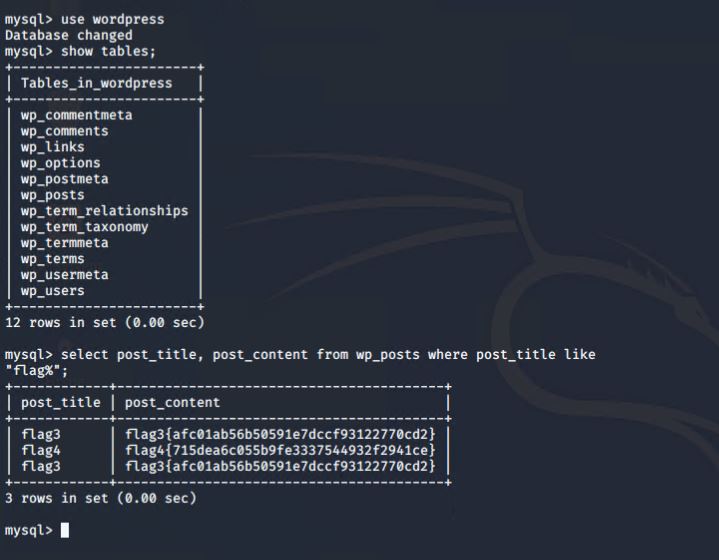 mysql> use wordpress
Database changed
mysql> show tables;
+-----------------------+
| Tables_in_wordpress   |
+-----------------------+
| wp_commentmeta        |
| wp_comments           |
| wp_links              |
| wp_options            |
| wp_postmeta           |
| wp_posts              |
| wp_term_relationships |
| wp_term_taxonomy      |
| wp_termmeta           |
| wp_terms              |
| wp_usermeta           |
| wp_users              |
+-----------------------+
12 rows in set (0.00 sec)
mysql> select post_title, post_content from wp_posts where post_title like
"flag%";
+------------+-----------------------------------------+
| post_title | post_content                            |
+------------+-----------------------------------------+
| flag3      | flag3{afc01ab56b50591e7dccf93122770cd2} |
| flag4      | flag4{715dea6c055b9fe3337544932f2941ce} |
| flag3      | flag3{afc01ab56b50591e7dccf93122770cd2} |
+------------+-----------------------------------------+
3 rows in set (0.00 sec)
mysql>